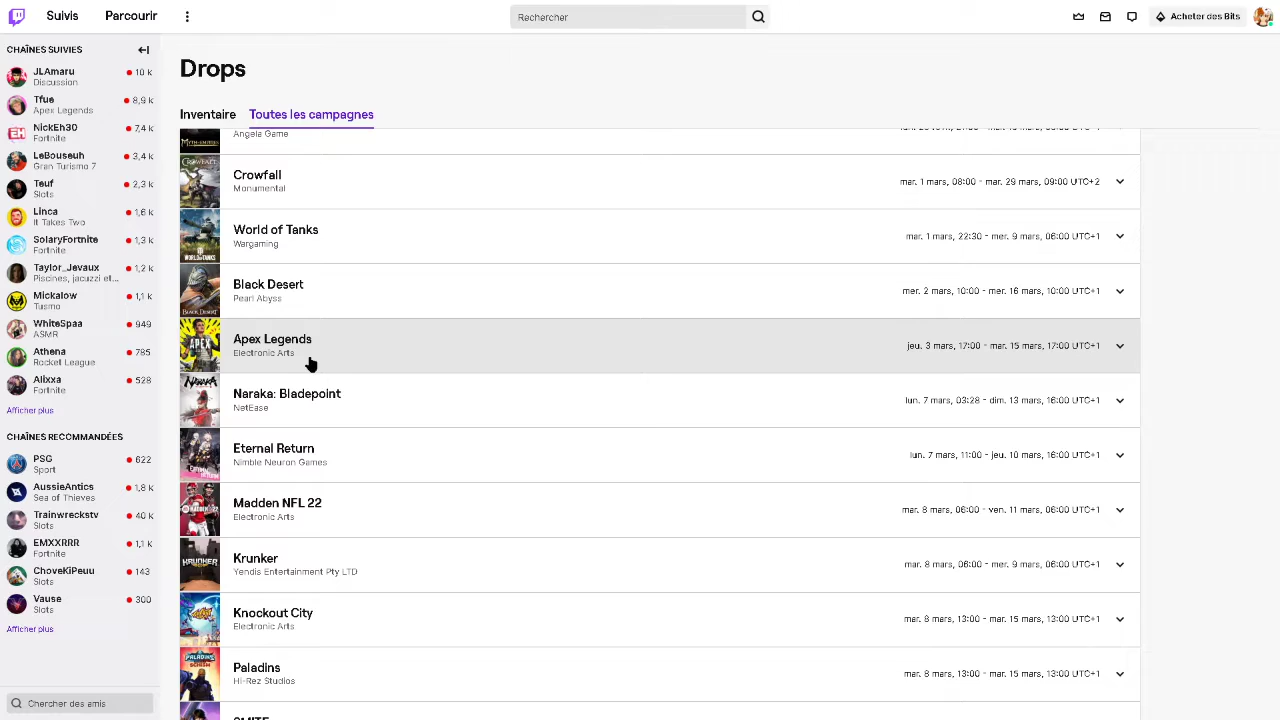 Suivis
Parcourir
Rechercher
Acheter des Bits
CHAÎNES SUIVIES
JLAmaru
10 k
Discussion
Tfue
8,9 k
Apex Legends
NickEh30
7,4 k
Fortnite
LeBouseuh
3,4 k
Gran Turismo 7
Teuf
2,3 k
Slots
Linca
1,6 k
It Takes Two
SolaryFortnite
1,3 k
Fortnite
Taylor_Jevaux
1,2 k
Piscines, jacuzzi et...
Mickalow
1,1 k
Tusmo
WhiteSpaa
949
ASMR
Athena
785
Rocket League
Alixxa
528
Fortnite
Afficher plus
CHAÎNES RECOMMANDÉES
PSG
622
Sport
AussieAntics
1,8 k
Sea of Thieves
Trainwreckstv
40 k
Slots
EMXXRRR
1,1 k
Fortnite
ChoveKiPeuu
143
Slots
Vause
300
Slots
Afficher plus
Chercher des amis
Drops
Inventaire
Toutes les campagnes
Angela Game
Crowfall
Monumental
mar. 1 mars, 08:00 - mar. 29 mars, 09:00 UTC+2
World of Tanks
Wargaming
mar. 1 mars, 22:30 - mer. 9 mars, 06:00 UTC+1
Black Desert
Pearl Abyss
mer. 2 mars, 10:00 - mer. 16 mars, 10:00 UTC+1
Apex Legends
Electronic Arts
jeu. 3 mars, 17:00 - mar. 15 mars, 17:00 UTC+1
Naraka: Bladepoint
NetEase
lun. 7 mars, 03:28 - dim. 13 mars, 16:00 UTC+1
Eternal Return
Nimble Neuron Games
lun. 7 mars, 11:00 - jeu. 10 mars, 16:00 UTC+1
Madden NFL 22
Electronic Arts
mar. 8 mars, 06:00 - ven. 11 mars, 06:00 UTC+1
Krunker
Yendis Entertainment Pty LTD
mar. 8 mars, 06:00 - mer. 9 mars, 06:00 UTC+1
Knockout City
Electronic Arts
mar. 8 mars, 13:00 - mar. 15 mars, 13:00 UTC+1
Paladins
Hi-Rez Studios
mar. 8 mars, 13:00 - mar. 15 mars, 13:00 UTC+1
SMITE